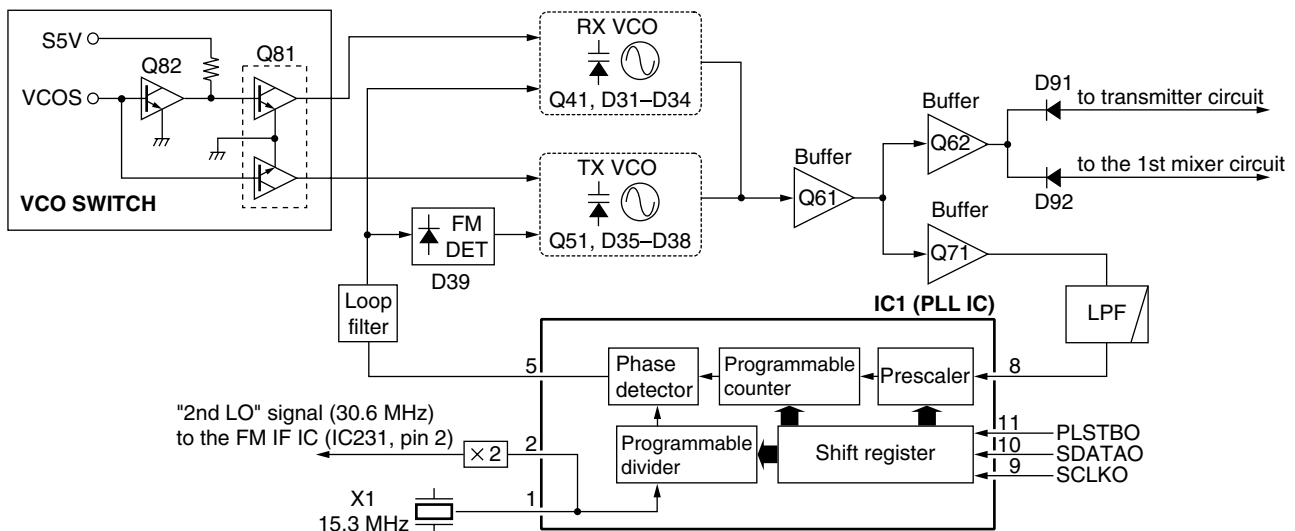 S5V
VCOS
Q82
Q81
VCO SWITCH
RX VCO
Q41, D31–D34
TX VCO
Q51, D35–D38
FM
DET
D39
Loop
filter
Buffer
Q61
Buffer
Q62
Buffer
Q71
D91
to transmitter circuit
to the 1st mixer circuit
D92
LPF
IC1 (PLL IC)
5
Phase
detector
Programmable
counter
Prescaler
8
Programmable
divider
Shift register
11
PLSTBO
10
SDATAO
9
SCLKO
"2nd LO" signal (30.6 MHz)
to the FM IF IC (IC231, pin 2)
×2
2
1
X1
15.3 MHz